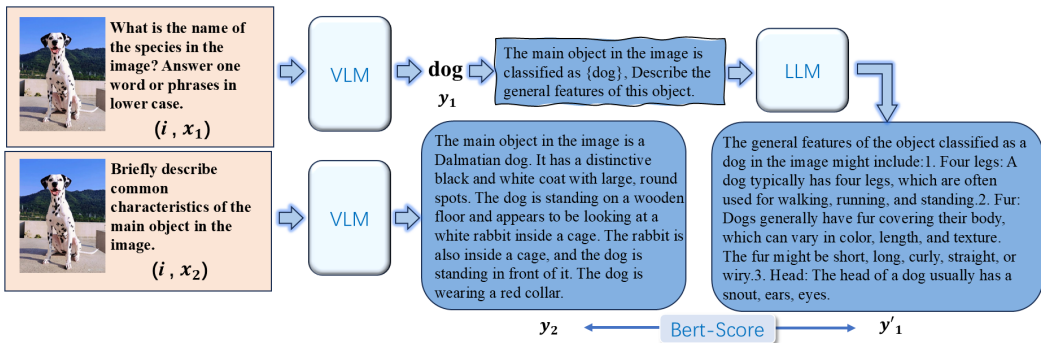 What is the name of
the species in the
image? Answer one
word or phrases in
lower case.
(i , x₁)
VLM
dog
y₁
The main object in the image is
classified as {dog}, Describe the
general features of this object.
LLM
Briefly describe
common
characteristics of the
main object in the
image.
(i , x₂)
VLM
The main object in the image is a
Dalmatian dog. It has a distinctive
black and white coat with large, round
spots. The dog is standing on a wooden
floor and appears to be looking at a
white rabbit inside a cage. The rabbit is
also inside a cage, and the dog is
standing in front of it. The dog is
wearing a red collar.
The general features of the object classified as a
dog in the image might include:1. Four legs: A
dog typically has four legs, which are often
used for walking, running, and standing.2. Fur:
Dogs generally have fur covering their body,
which can vary in color, length, and texture.
The fur might be short, long, curly, straight, or
wiry.3. Head: The head of a dog usually has a
snout, ears, eyes.
y₂
Bert-Score
y'₁